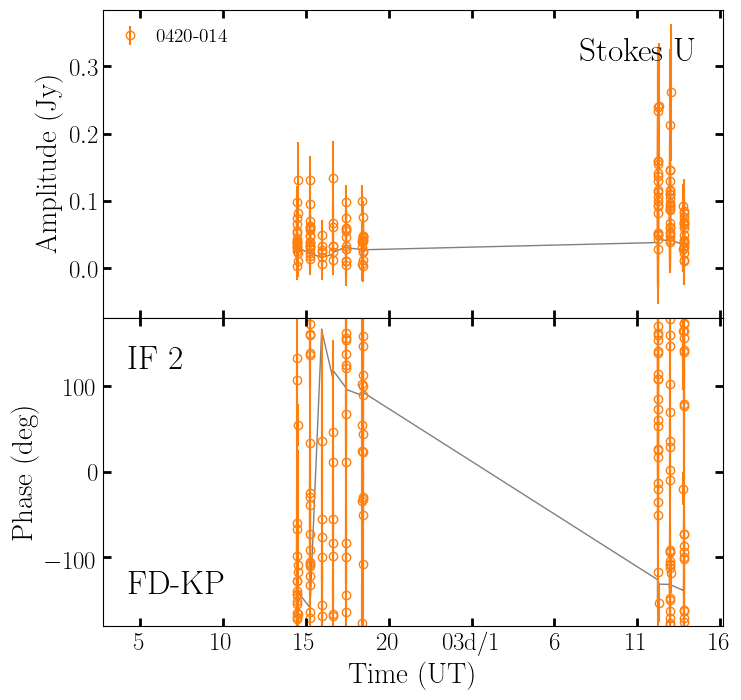 0420-014
Stokes U
Amplitude (Jy)
0.3
0.2
0.1
0.0
IF 2
FD-KP
Phase (deg)
100
0
−100
5 10 15 20 03d/1 6 11 16
Time (UT)